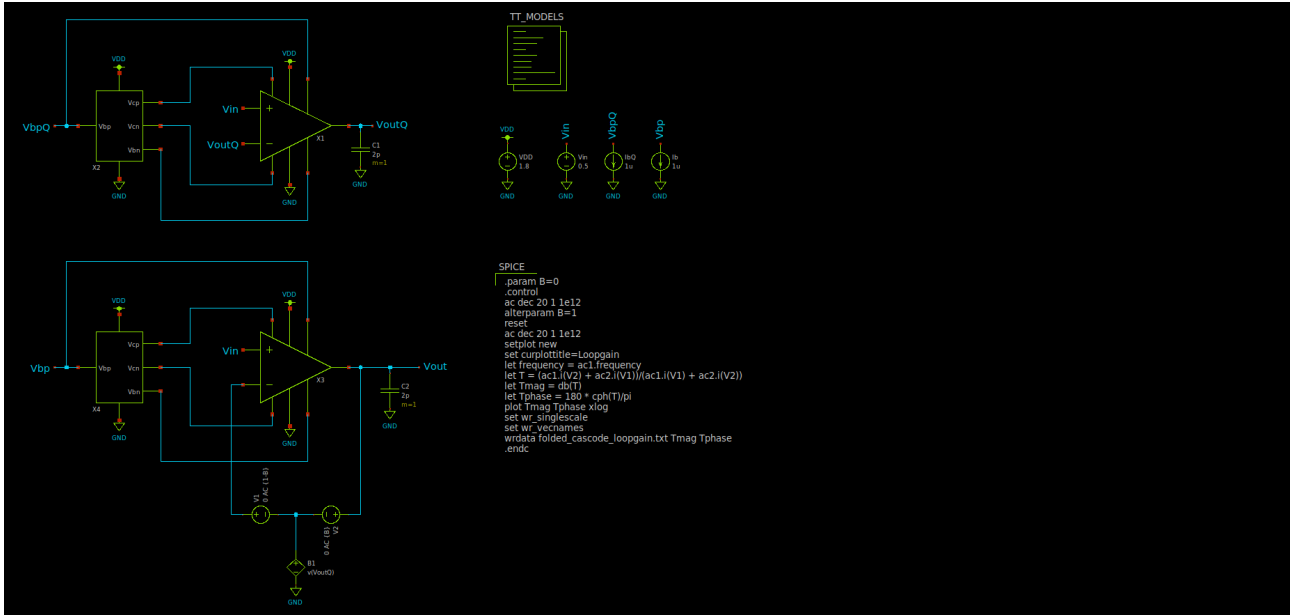 TT_MODELS
VDD
VDD
Vcp
Vin
VbpQ
Vbp
Vcn
VoutQ
X1
VoutQ
Vbn
C1
2p
m=1
X2
GND
GND
GND
VDD
Vin
VbpQ
Vbp
VDD
1.8
Vin
0.5
IbQ
1u
Ib
1u
GND
GND
GND
GND
VDD
VDD
Vcp
Vin
Vbp
Vbp
Vcn
X3
Vout
Vbn
C2
2p
m=1
X4
GND
GND
GND
V1
0 AC {1-B}
0 AC {B}
V2
B1
v(VoutQ)
GND
SPICE
.param B=0
.control
ac dec 20 1 1e12
alterparam B=1
reset
ac dec 20 1 1e12
setplot new
set curplottitle=Loopgain
let frequency = ac1.frequency
let T = (ac1.i(V2) + ac2.i(V1))/(ac1.i(V1) + ac2.i(V2))
let Tmag = db(T)
let Tphase = 180 * cph(T)/pi
plot Tmag Tphase xlog
set wr_singlescale
set wr_vecnames
wrdata folded_cascode_loopgain.txt Tmag Tphase
.endc